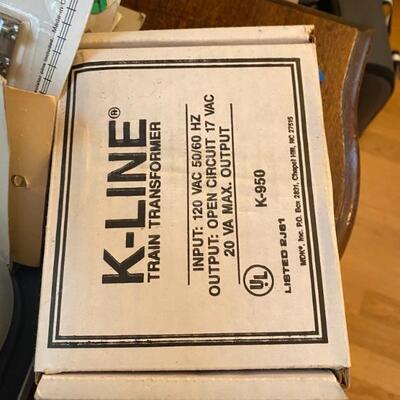 K-LINE®
TRAIN TRANSFORMER
INPUT: 120 VAC 50/60 HZ
OUTPUT: OPEN CIRCUIT 17 VAC
20 VA MAX. OUTPUT
K-950
UL
®
LISTED 2J61
MDK®, Inc. P.O. Box 2831, Chapel Hill, NC 27515